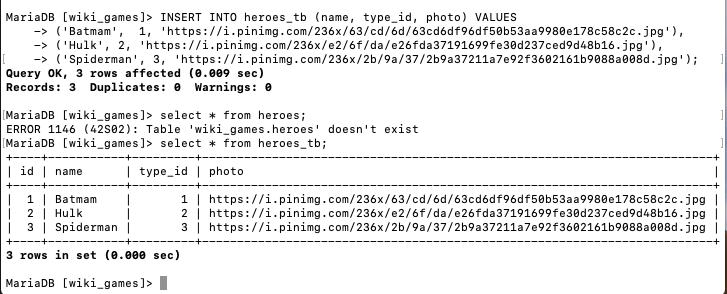 MariaDB [wiki_games]> INSERT INTO heroes_tb (name, type_id, photo) VALUES
    -> ('Batmam',  1, 'https://i.pinimg.com/236x/63/cd/6d/63cd6df96df50b53aa9980e178c58c2c.jpg'),
    -> ('Hulk', 2, 'https://i.pinimg.com/236x/e2/6f/da/e26fda37191699fe30d237ced9d48b16.jpg'),
    -> ('Spiderman', 3, 'https://i.pinimg.com/236x/2b/9a/37/2b9a37211a7e92f3602161b9088a008d.jpg');
Query OK, 3 rows affected (0.009 sec)
Records: 3  Duplicates: 0  Warnings: 0

MariaDB [wiki_games]> select * from heroes;
ERROR 1146 (42S02): Table 'wiki_games.heroes' doesn't exist
MariaDB [wiki_games]> select * from heroes_tb;
+----+-----------+---------+-------------------------------------------------------------------------+
| id | name      | type_id | photo                                                                   |
+----+-----------+---------+-------------------------------------------------------------------------+
|  1 | Batmam    |       1 | https://i.pinimg.com/236x/63/cd/6d/63cd6df96df50b53aa9980e178c58c2c.jpg |
|  2 | Hulk      |       2 | https://i.pinimg.com/236x/e2/6f/da/e26fda37191699fe30d237ced9d48b16.jpg |
|  3 | Spiderman |       3 | https://i.pinimg.com/236x/2b/9a/37/2b9a37211a7e92f3602161b9088a008d.jpg |
+----+-----------+---------+-------------------------------------------------------------------------+
3 rows in set (0.000 sec)

MariaDB [wiki_games]>